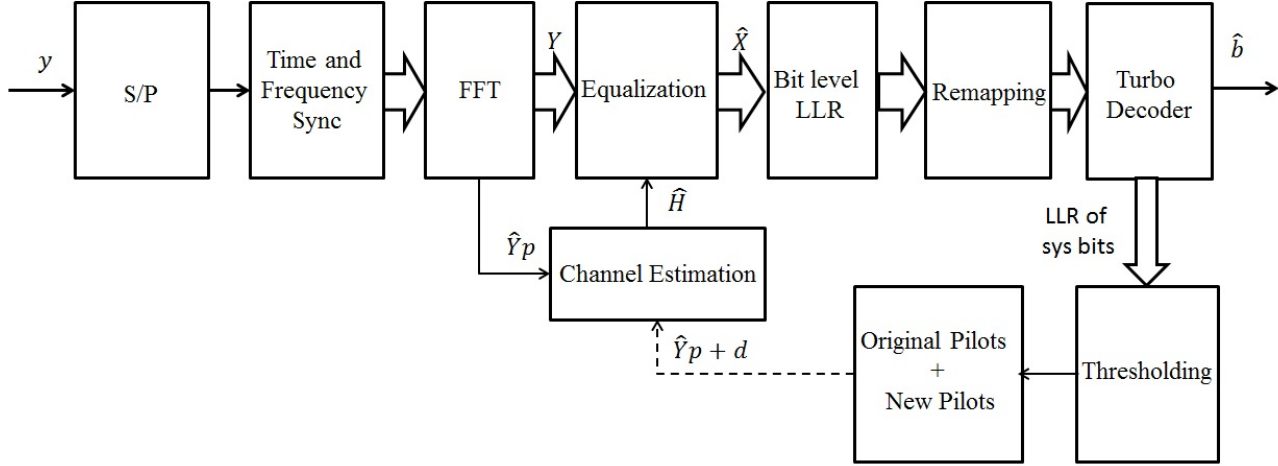 y
S/P
Time and
Frequency
Sync
FFT
Y
Equalization
X̂
Bit level
LLR
Remapping
Turbo
Decoder
b̂
Ĥ
Ŷp
Channel Estimation
LLR of
sys bits
Ŷp + d
Original Pilots
+
New Pilots
Thresholding